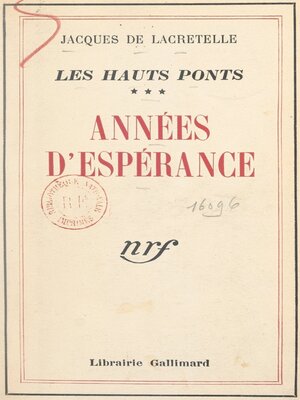 JACQUES DE LACRETELLE
LES HAUTS PONTS
★ ★ ★
ANNÉES
D'ESPÉRANCE
16096
nrf
Librairie Gallimard